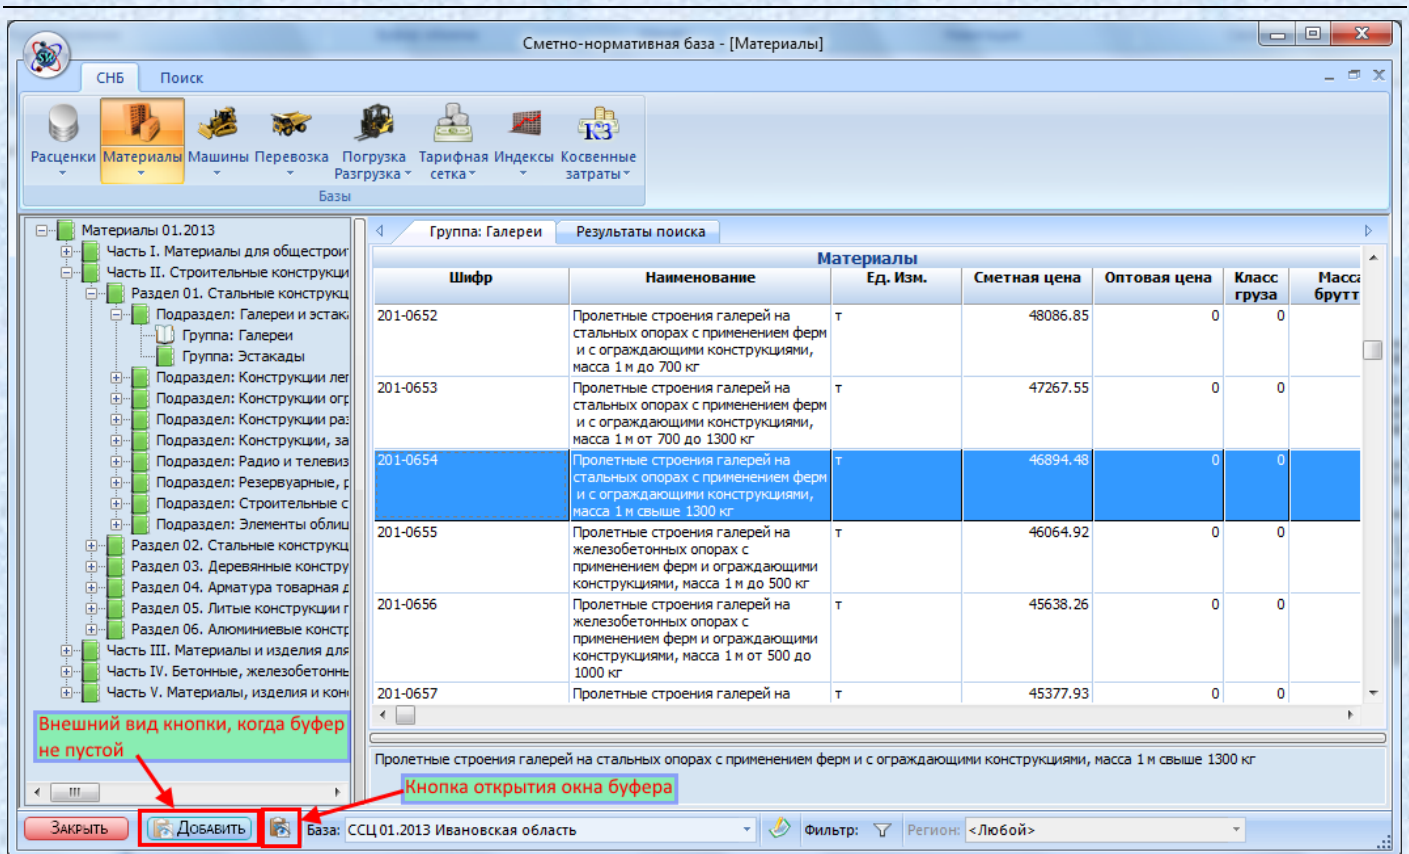 Сметно-нормативная база - [Материалы]
СНБ Поиск
Расценки Материалы Машины Перевозка Погрузка Разгрузка Тарифная сетка Индексы Косвенные затраты
КЗ
Базы
Материалы 01.2013
Часть I. Материалы для общестрои
Часть II. Строительные конструкци
Раздел 01. Стальные конструкц
Подраздел: Галереи и эстак
Группа: Галереи
Группа: Эстакады
Подраздел: Конструкции лег
Подраздел: Конструкции огр
Подраздел: Конструкции раз
Подраздел: Конструкции, за
Подраздел: Радио и телевиз
Подраздел: Резервуарные, г
Подраздел: Строительные с
Подраздел: Элементы облиц
Раздел 02. Стальные конструкц
Раздел 03. Деревянные констру
Раздел 04. Арматура товарная д
Раздел 05. Литые конструкции г
Раздел 06. Алюминиевые констр
Часть III. Материалы и изделия для
Часть IV. Бетонные, железобетоннь
Часть V. Материалы, изделия и кон
Внешний вид кнопки, когда буфер
не пустой
Группа: Галереи Результаты поиска
Материалы
Шифр Наименование Ед. Изм. Сметная цена Оптовая цена Класс груза Масса брутт
201-0652 Пролетные строения галерей на т 48086.85 0 0
стальных опорах с применением ферм
и с ограждающими конструкциями,
масса 1 м до 700 кг
201-0653 Пролетные строения галерей на т 47267.55 0 0
стальных опорах с применением ферм
и с ограждающими конструкциями,
масса 1 м от 700 до 1300 кг
201-0654 Пролетные строения галерей на т 46894.48 0 0
стальных опорах с применением ферм
и с ограждающими конструкциями,
масса 1 м свыше 1300 кг
201-0655 Пролетные строения галерей на т 46064.92 0 0
железобетонных опорах с
применением ферм и ограждающими
конструкциями, масса 1 м до 500 кг
201-0656 Пролетные строения галерей на т 45638.26 0 0
железобетонных опорах с
применением ферм и ограждающими
конструкциями, масса 1 м от 500 до
1000 кг
201-0657 Пролетные строения галерей на т 45377.93 0 0
Пролетные строения галерей на стальных опорах с применением ферм и с ограждающими конструкциями, масса 1 м свыше 1300 кг
Кнопка открытия окна буфера
Закрыть Добавить База: ССЦ 01.2013 Ивановская область Фильтр: Регион: <Любой>